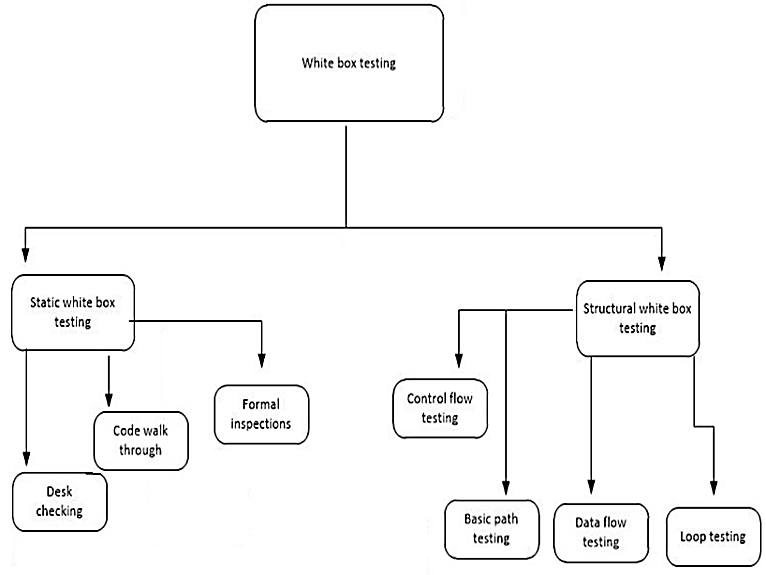 White box testing
Static white box
testing
Structural white box
testing
Formal
inspections
Control flow
testing
Code walk
through
Desk
checking
Basic path
testing
Data flow
testing
Loop testing